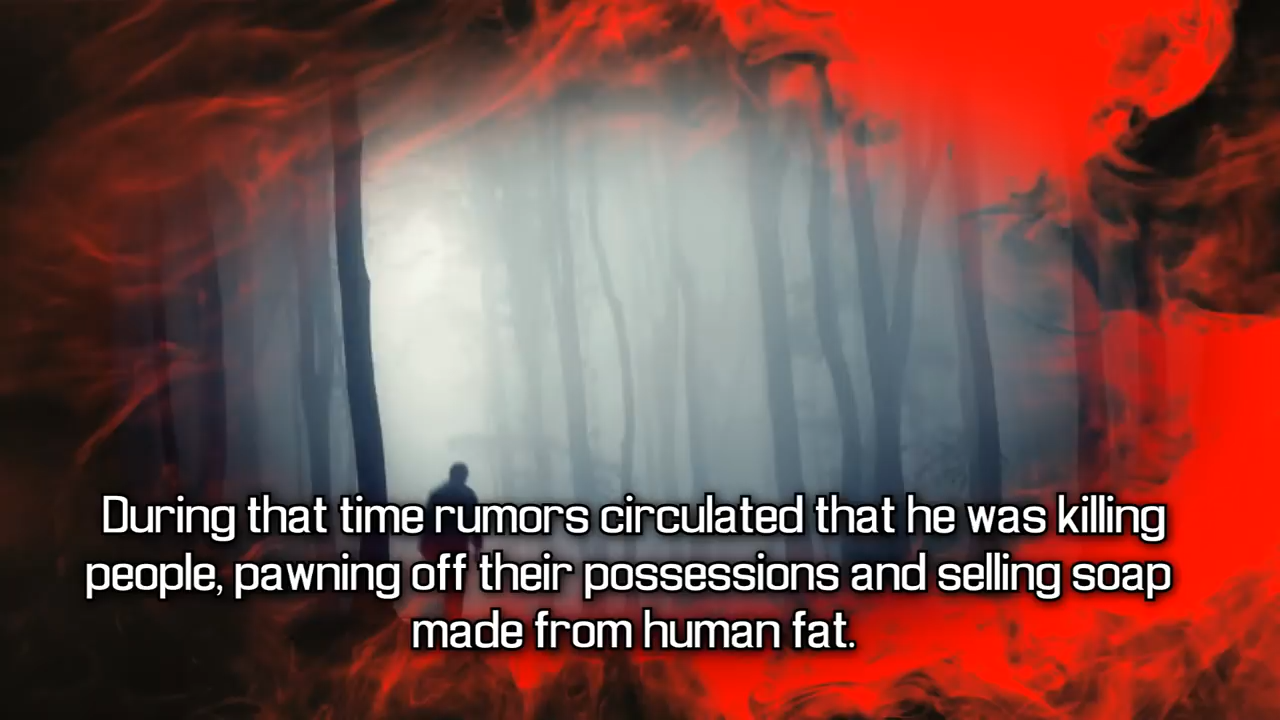 During that time rumors circulated that he was killing
people, pawning off their possessions and selling soap
made from human fat.